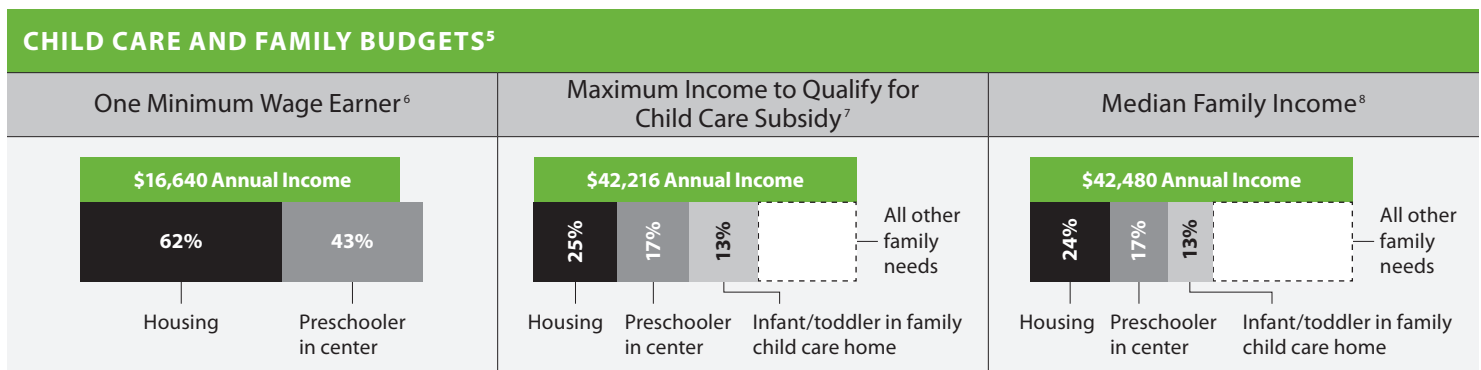 CHILD CARE AND FAMILY BUDGETS⁵
One Minimum Wage Earner⁶
$16,640 Annual Income
62%
43%
Housing
Preschooler
in center
Maximum Income to Qualify for
Child Care Subsidy⁷
$42,216 Annual Income
25%
17%
13%
All other
family
needs
Housing
Preschooler
in center
Infant/toddler in family
child care home
Median Family Income⁸
$42,480 Annual Income
24%
17%
13%
All other
family
needs
Housing
Preschooler
in center
Infant/toddler in family
child care home